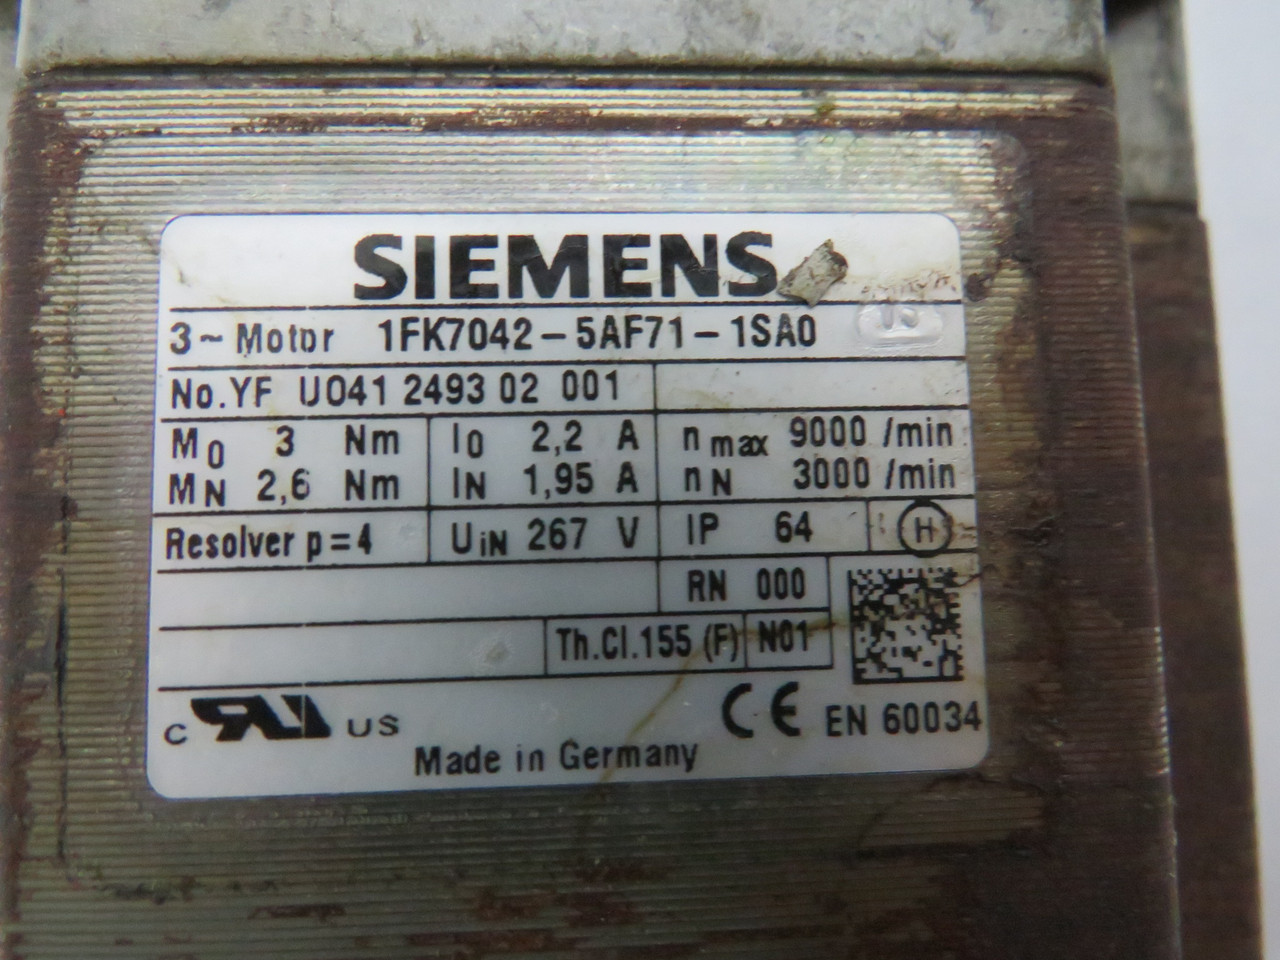 SIEMENS
3~Motor 1FK7042-5AF71-1SA0
No.YF U041 2493 02 001
M0 3 Nm I0 2,2 A nmax 9000 /min
MN 2,6 Nm IN 1,95 A nN 3000 /min
Resolver p=4 UiN 267 V IP 64 H
RN 000
Th.Cl.155 (F) N01
C US CE EN 60034
Made in Germany